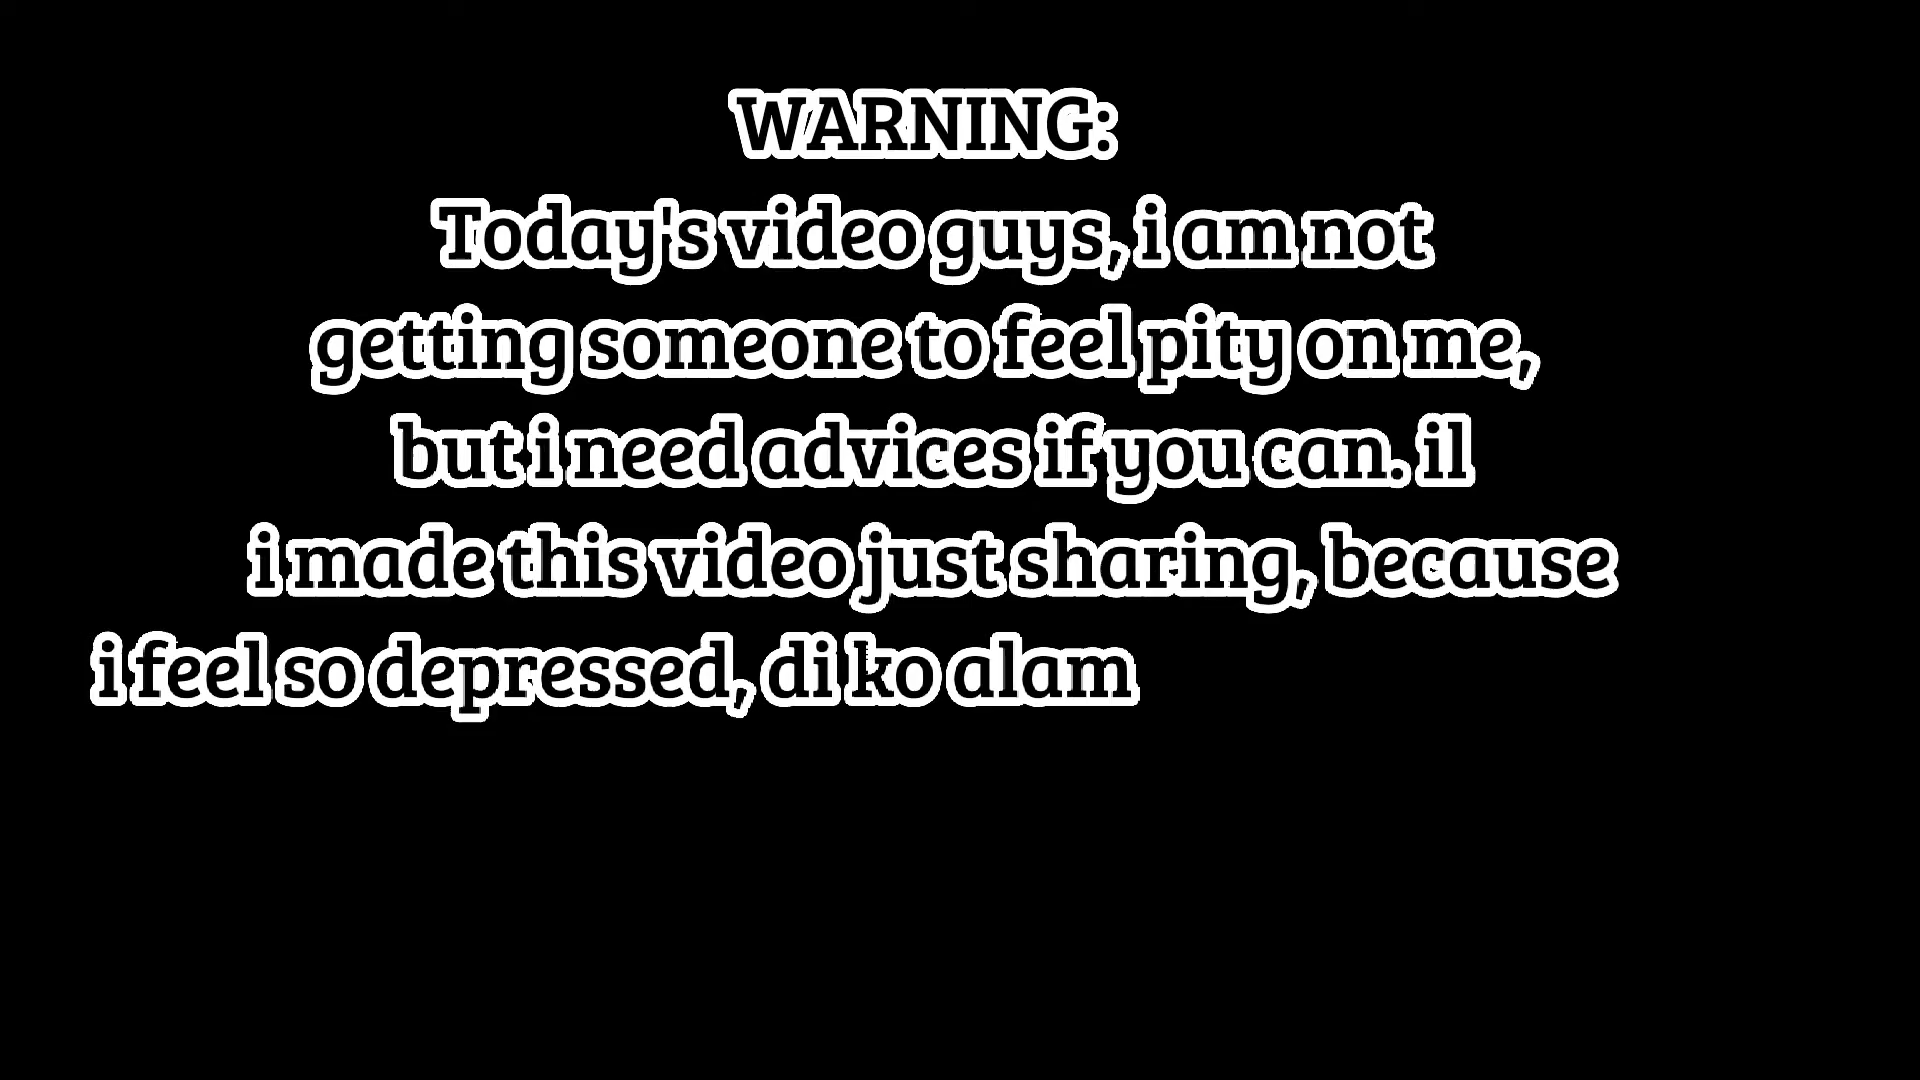 WARNING:
Today's video guys, i am not
getting someone to feel pity on me,
but i need advices if you can. il
i made this video just sharing, because
i feel so depressed, di ko alam